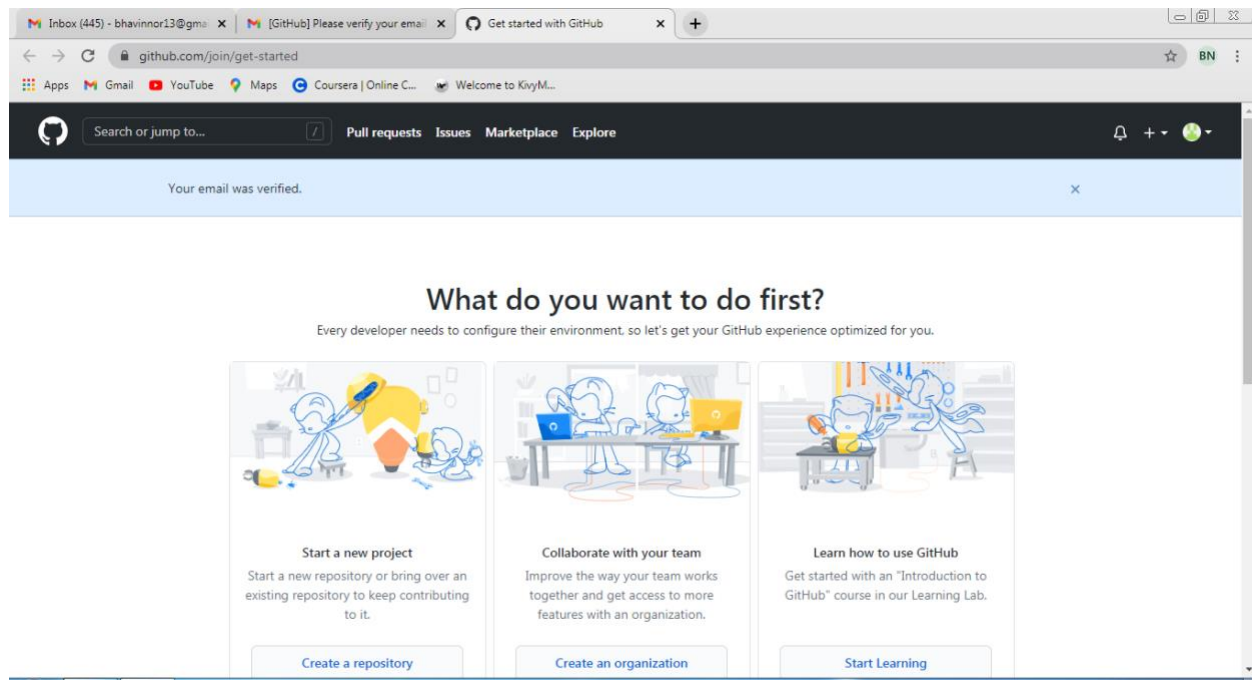 Inbox (445) - bhavinnor13@gma
[GitHub] Please verify your email
Get started with GitHub
github.com/join/get-started
BN
Apps
Gmail
YouTube
Maps
Coursera | Online C...
Welcome to KivyM...
Search or jump to...
/
Pull requests
Issues
Marketplace
Explore
Your email was verified.
What do you want to do first?
Every developer needs to configure their environment, so let's get your GitHub experience optimized for you.
Start a new project
Start a new repository or bring over an
existing repository to keep contributing
to it.
Create a repository
Collaborate with your team
Improve the way your team works
together and get access to more
features with an organization.
Create an organization
Learn how to use GitHub
Get started with an "Introduction to
GitHub" course in our Learning Lab.
Start Learning